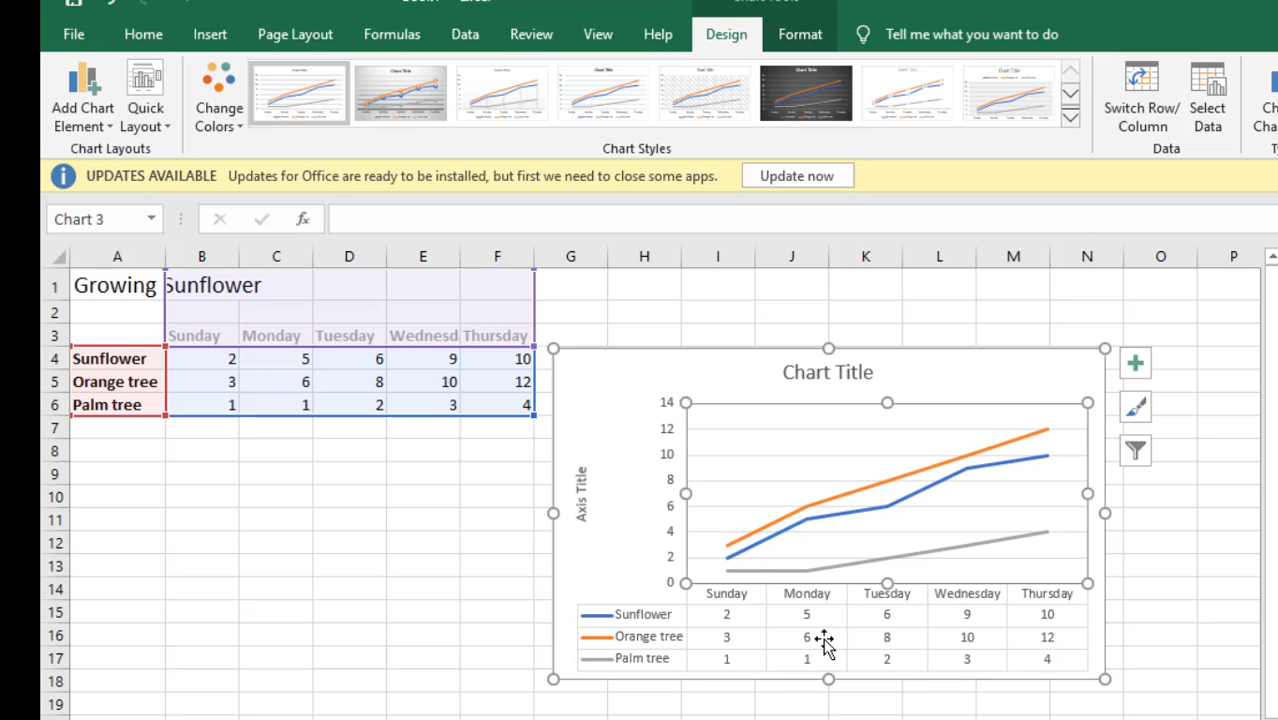 File Home Insert Page Layout Formulas Data Review View Help Design Format Tell me what you want to do
Add Chart Element
Quick Layout
Change Colors
Switch Row/ Column
Select Data
Chart Layouts
Chart Styles
Data
UPDATES AVAILABLE Updates for Office are ready to be installed, but first we need to close some apps. Update now
Chart 3 fx
A B C D E F G H I J K L M N O P
1 Growing Sunflower
2
3 Sunday Monday Tuesday Wednesd Thursday
4 Sunflower 2 5 6 9 10
5 Orange tree 3 6 8 10 12
6 Palm tree 1 1 2 3 4
7
8
9
10
11
12
13
14
15
16
17
18
19
Chart Title
Axis Title
14
12
10
8
6
4
2
0
Sunday Monday Tuesday Wednesday Thursday
Sunflower 2 5 6 9 10
Orange tree 3 6 8 10 12
Palm tree 1 1 2 3 4